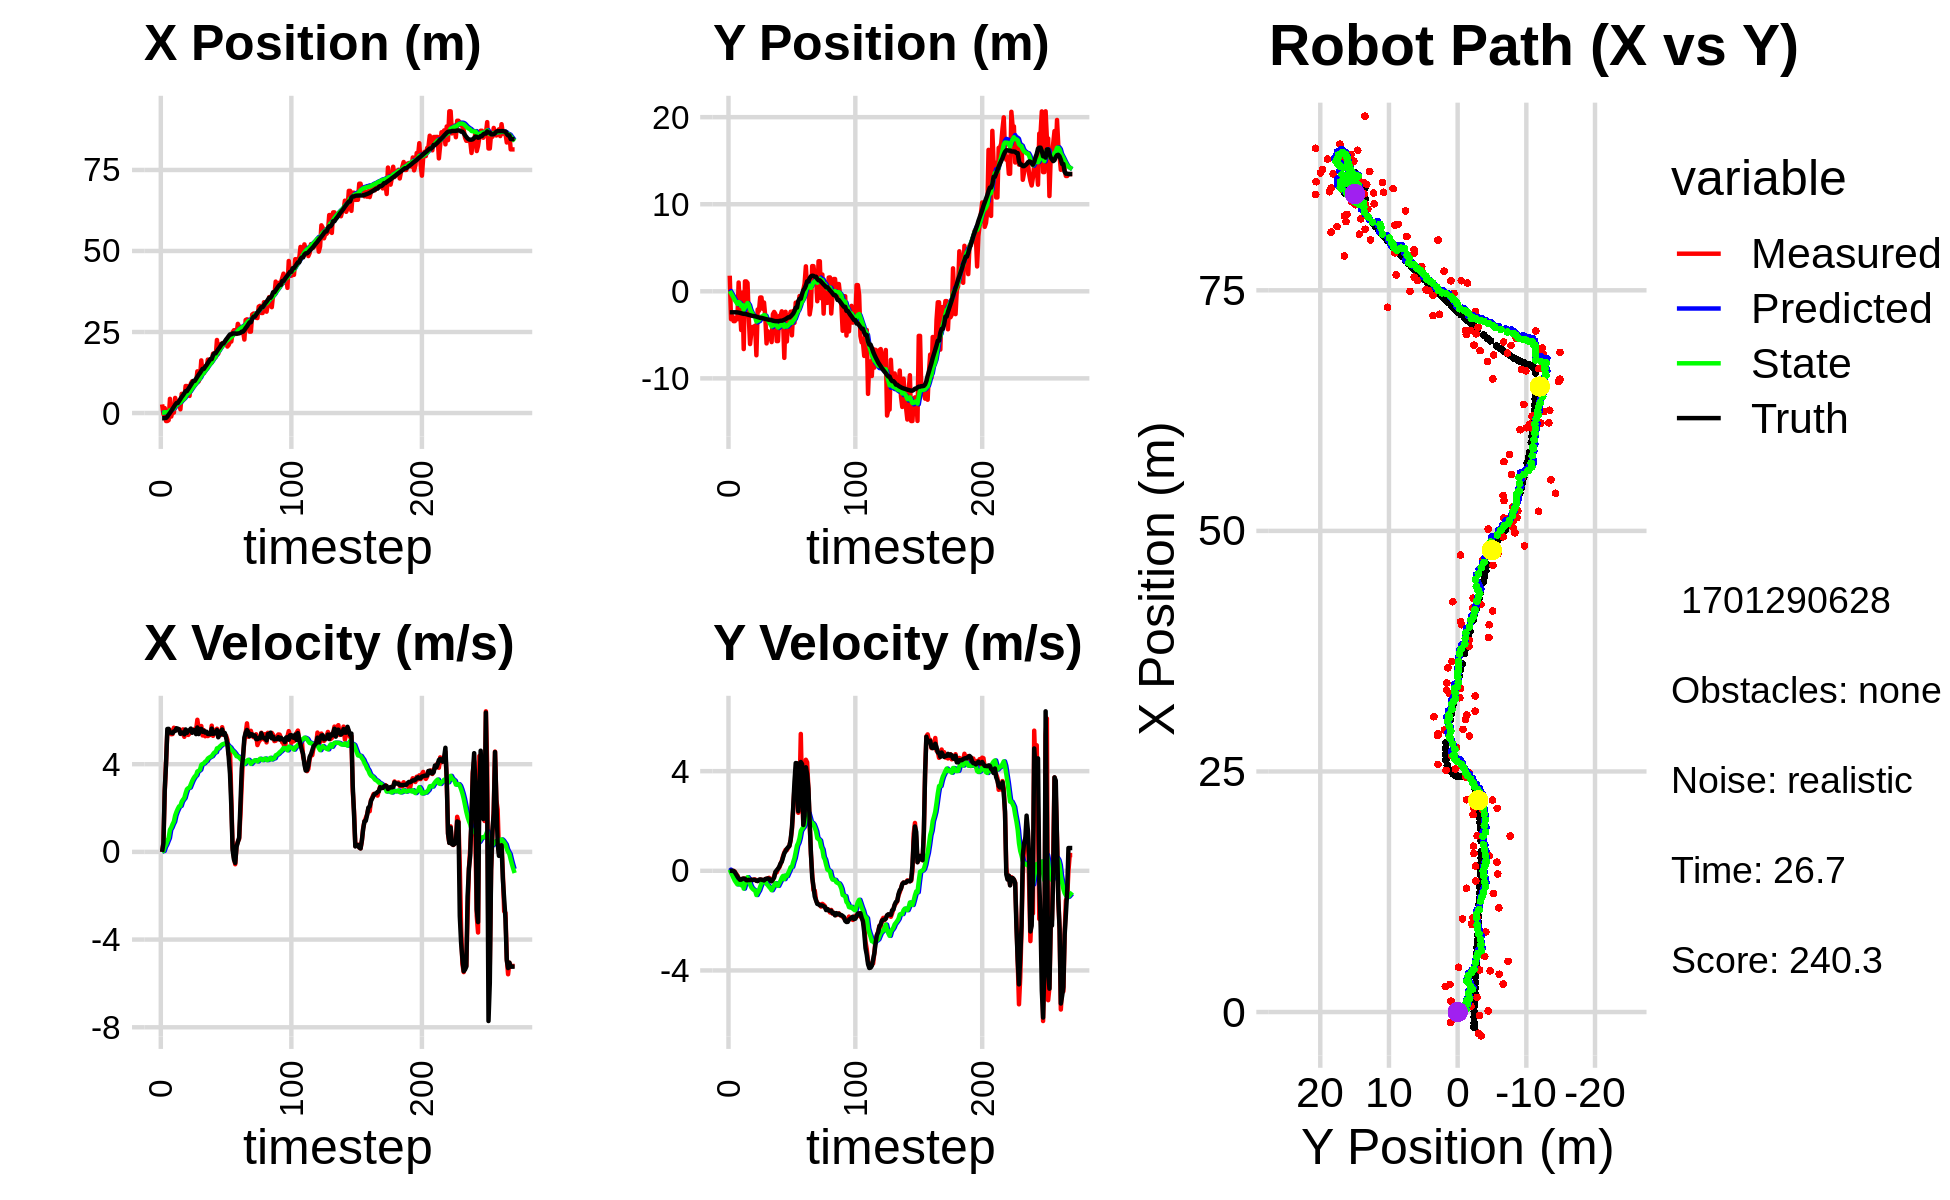 X Position (m)
75
50
25
0
0
100
200
timestep
Y Position (m)
20
10
0
-10
0
100
200
timestep
X Velocity (m/s)
4
0
-4
-8
0
100
200
timestep
Y Velocity (m/s)
4
0
-4
0
100
200
timestep
Robot Path (X vs Y)
X Position (m)
75
50
25
0
20 10 0 -10 -20
Y Position (m)
variable
Measured
Predicted
State
Truth
1701290628
Obstacles: none
Noise: realistic
Time: 26.7
Score: 240.3